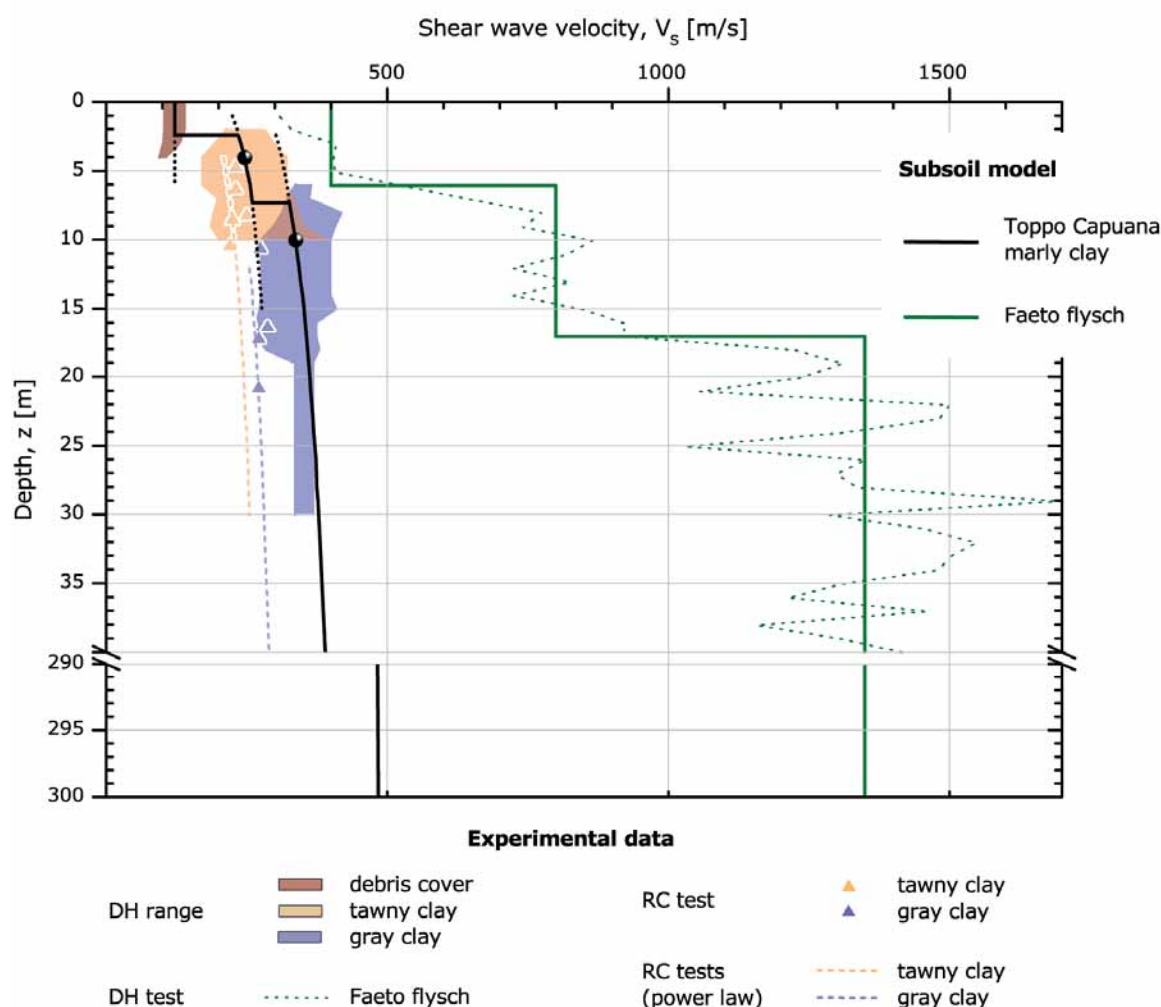 Shear wave velocity, Vs [m/s]
500 1000 1500
0
5
10
15
20
25
30
35
290
295
300
Depth, z [m]
Subsoil model
Toppo Capuana
marly clay
Faeto flysch
Experimental data
DH range
debris cover
tawny clay
gray clay
RC test
tawny clay
gray clay
DH test
Faeto flysch
RC tests
(power law)
tawny clay
gray clay